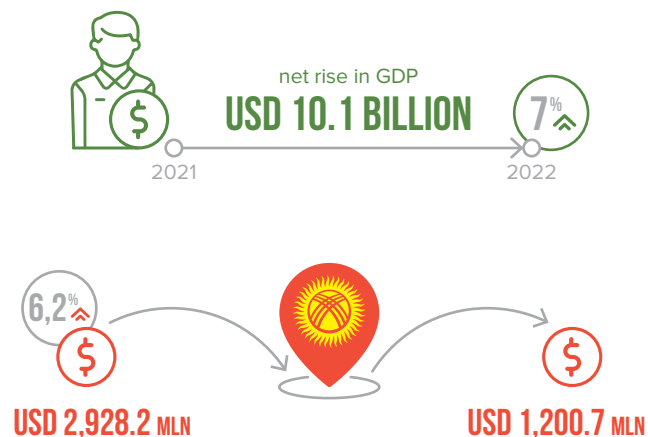 net rise in GDP
USD 10.1 BILLION
7%
2021
2022
6,2%
$
$
$
USD 2,928.2 MLN
USD 1,200.7 MLN